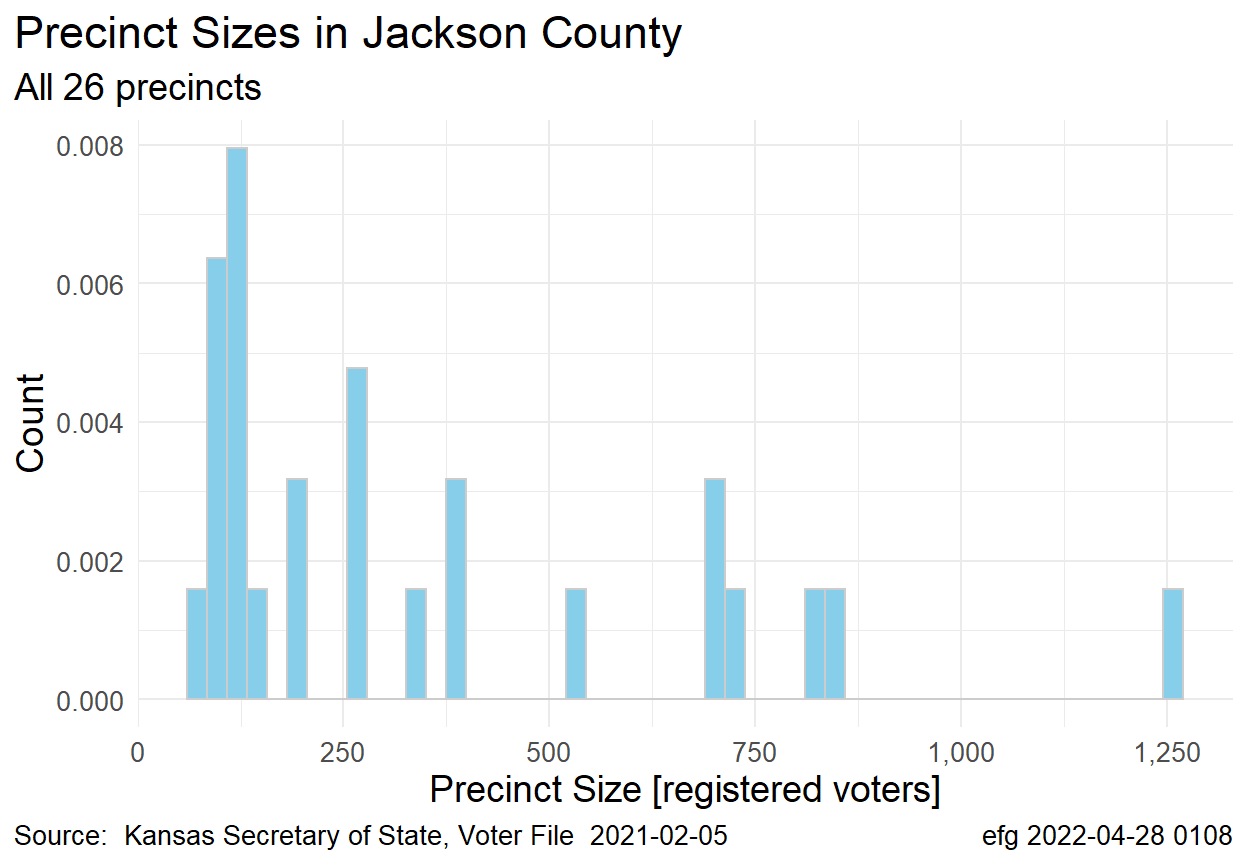 Precinct Sizes in Jackson County
All 26 precincts
0.008
0.006
0.004
0.002
0.000
Count
0 250 500 750 1,000 1,250
Precinct Size [registered voters]
Source:  Kansas Secretary of State, Voter File  2021-02-05 efg 2022-04-28 0108